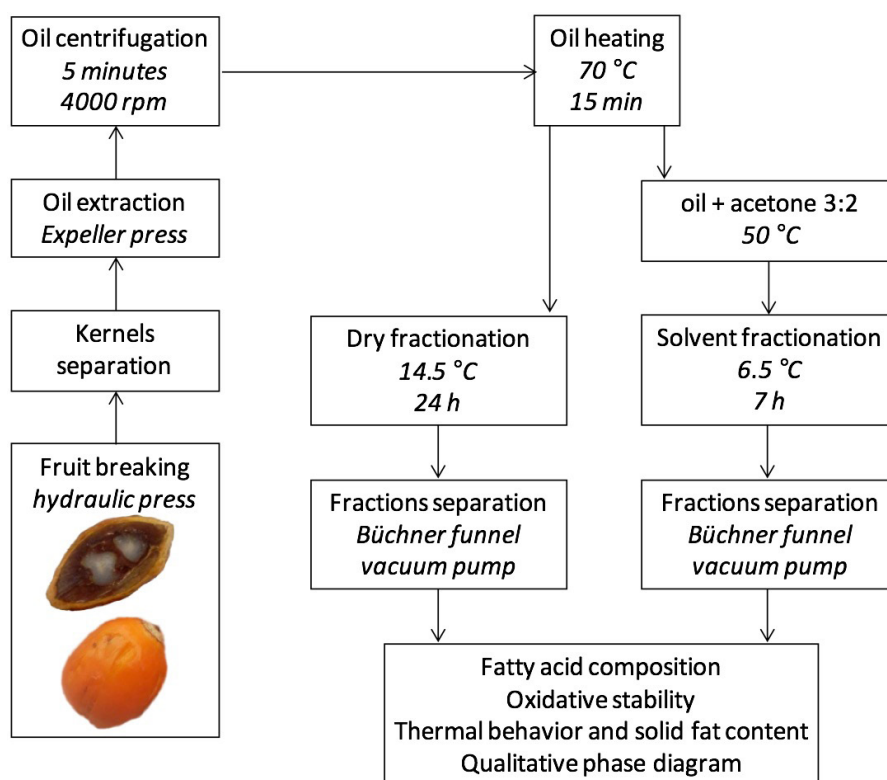 Oil centrifugation
5 minutes
4000 rpm
Oil heating
70 °C
15 min
Oil extraction
Expeller press
oil + acetone 3:2
50 °C
Kernels
separation
Dry fractionation
14.5 °C
24 h
Solvent fractionation
6.5 °C
7 h
Fruit breaking
hydraulic press
Fractions separation
Büchner funnel
vacuum pump
Fractions separation
Büchner funnel
vacuum pump
Fatty acid composition
Oxidative stability
Thermal behavior and solid fat content
Qualitative phase diagram